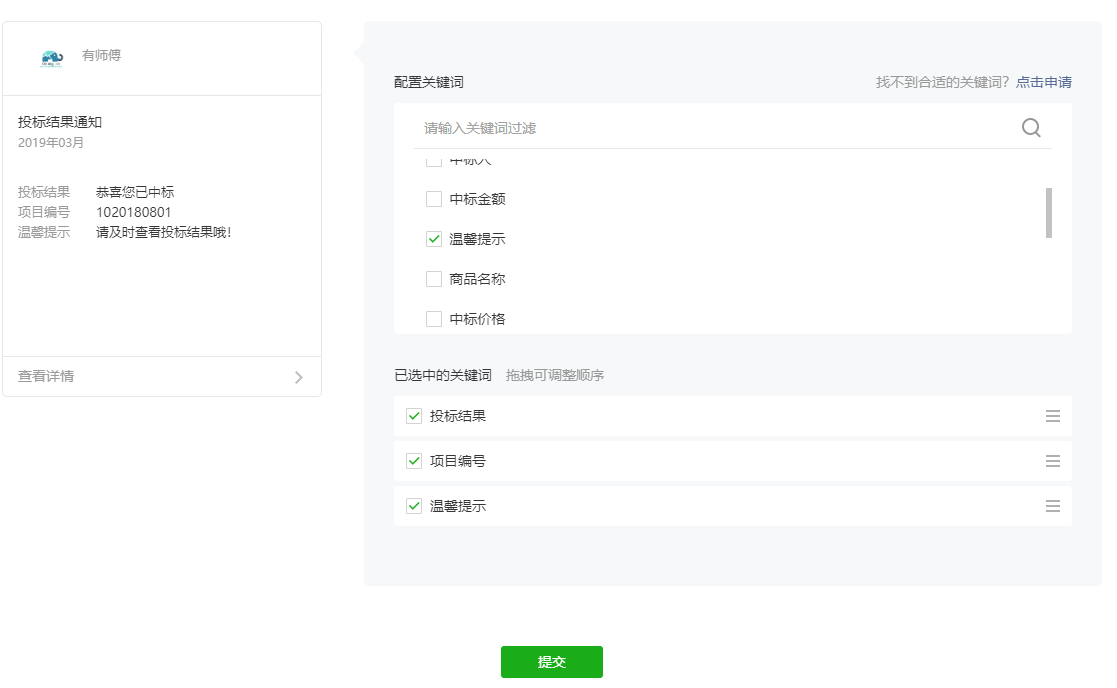 有师傅
投标结果通知
2019年03月
投标结果 恭喜您已中标
项目编号 1020180801
温馨提示 请及时查看投标结果哦!
查看详情
配置关键词 找不到合适的关键词? 点击申请
请输入关键词过滤
中标人
中标金额
温馨提示
商品名称
中标价格
已选中的关键词 拖拽可调整顺序
投标结果
项目编号
温馨提示
提交